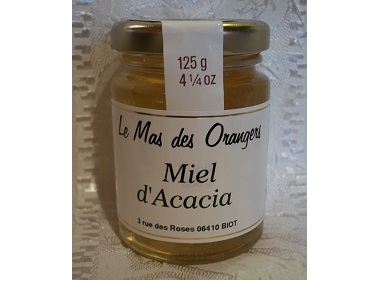 125 g
4 ¼ oz
Le Mas des Orangers
Miel
d'Acacia
3 rue des Roses 06410 BIOT